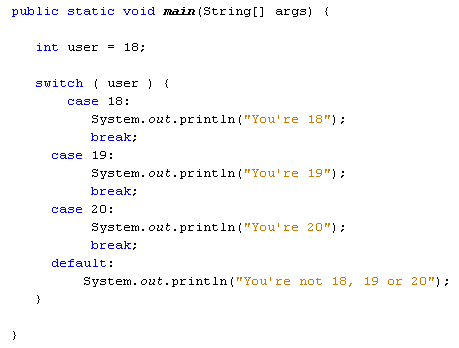 public static void main(String[] args) {
int user = 18;
switch ( user ) {
case 18:
System.out.println("You're 18");
break;
case 19:
System.out.println("You're 19");
break;
case 20:
System.out.println("You're 20");
break;
default:
System.out.println("You're not 18, 19 or 20");
}
}